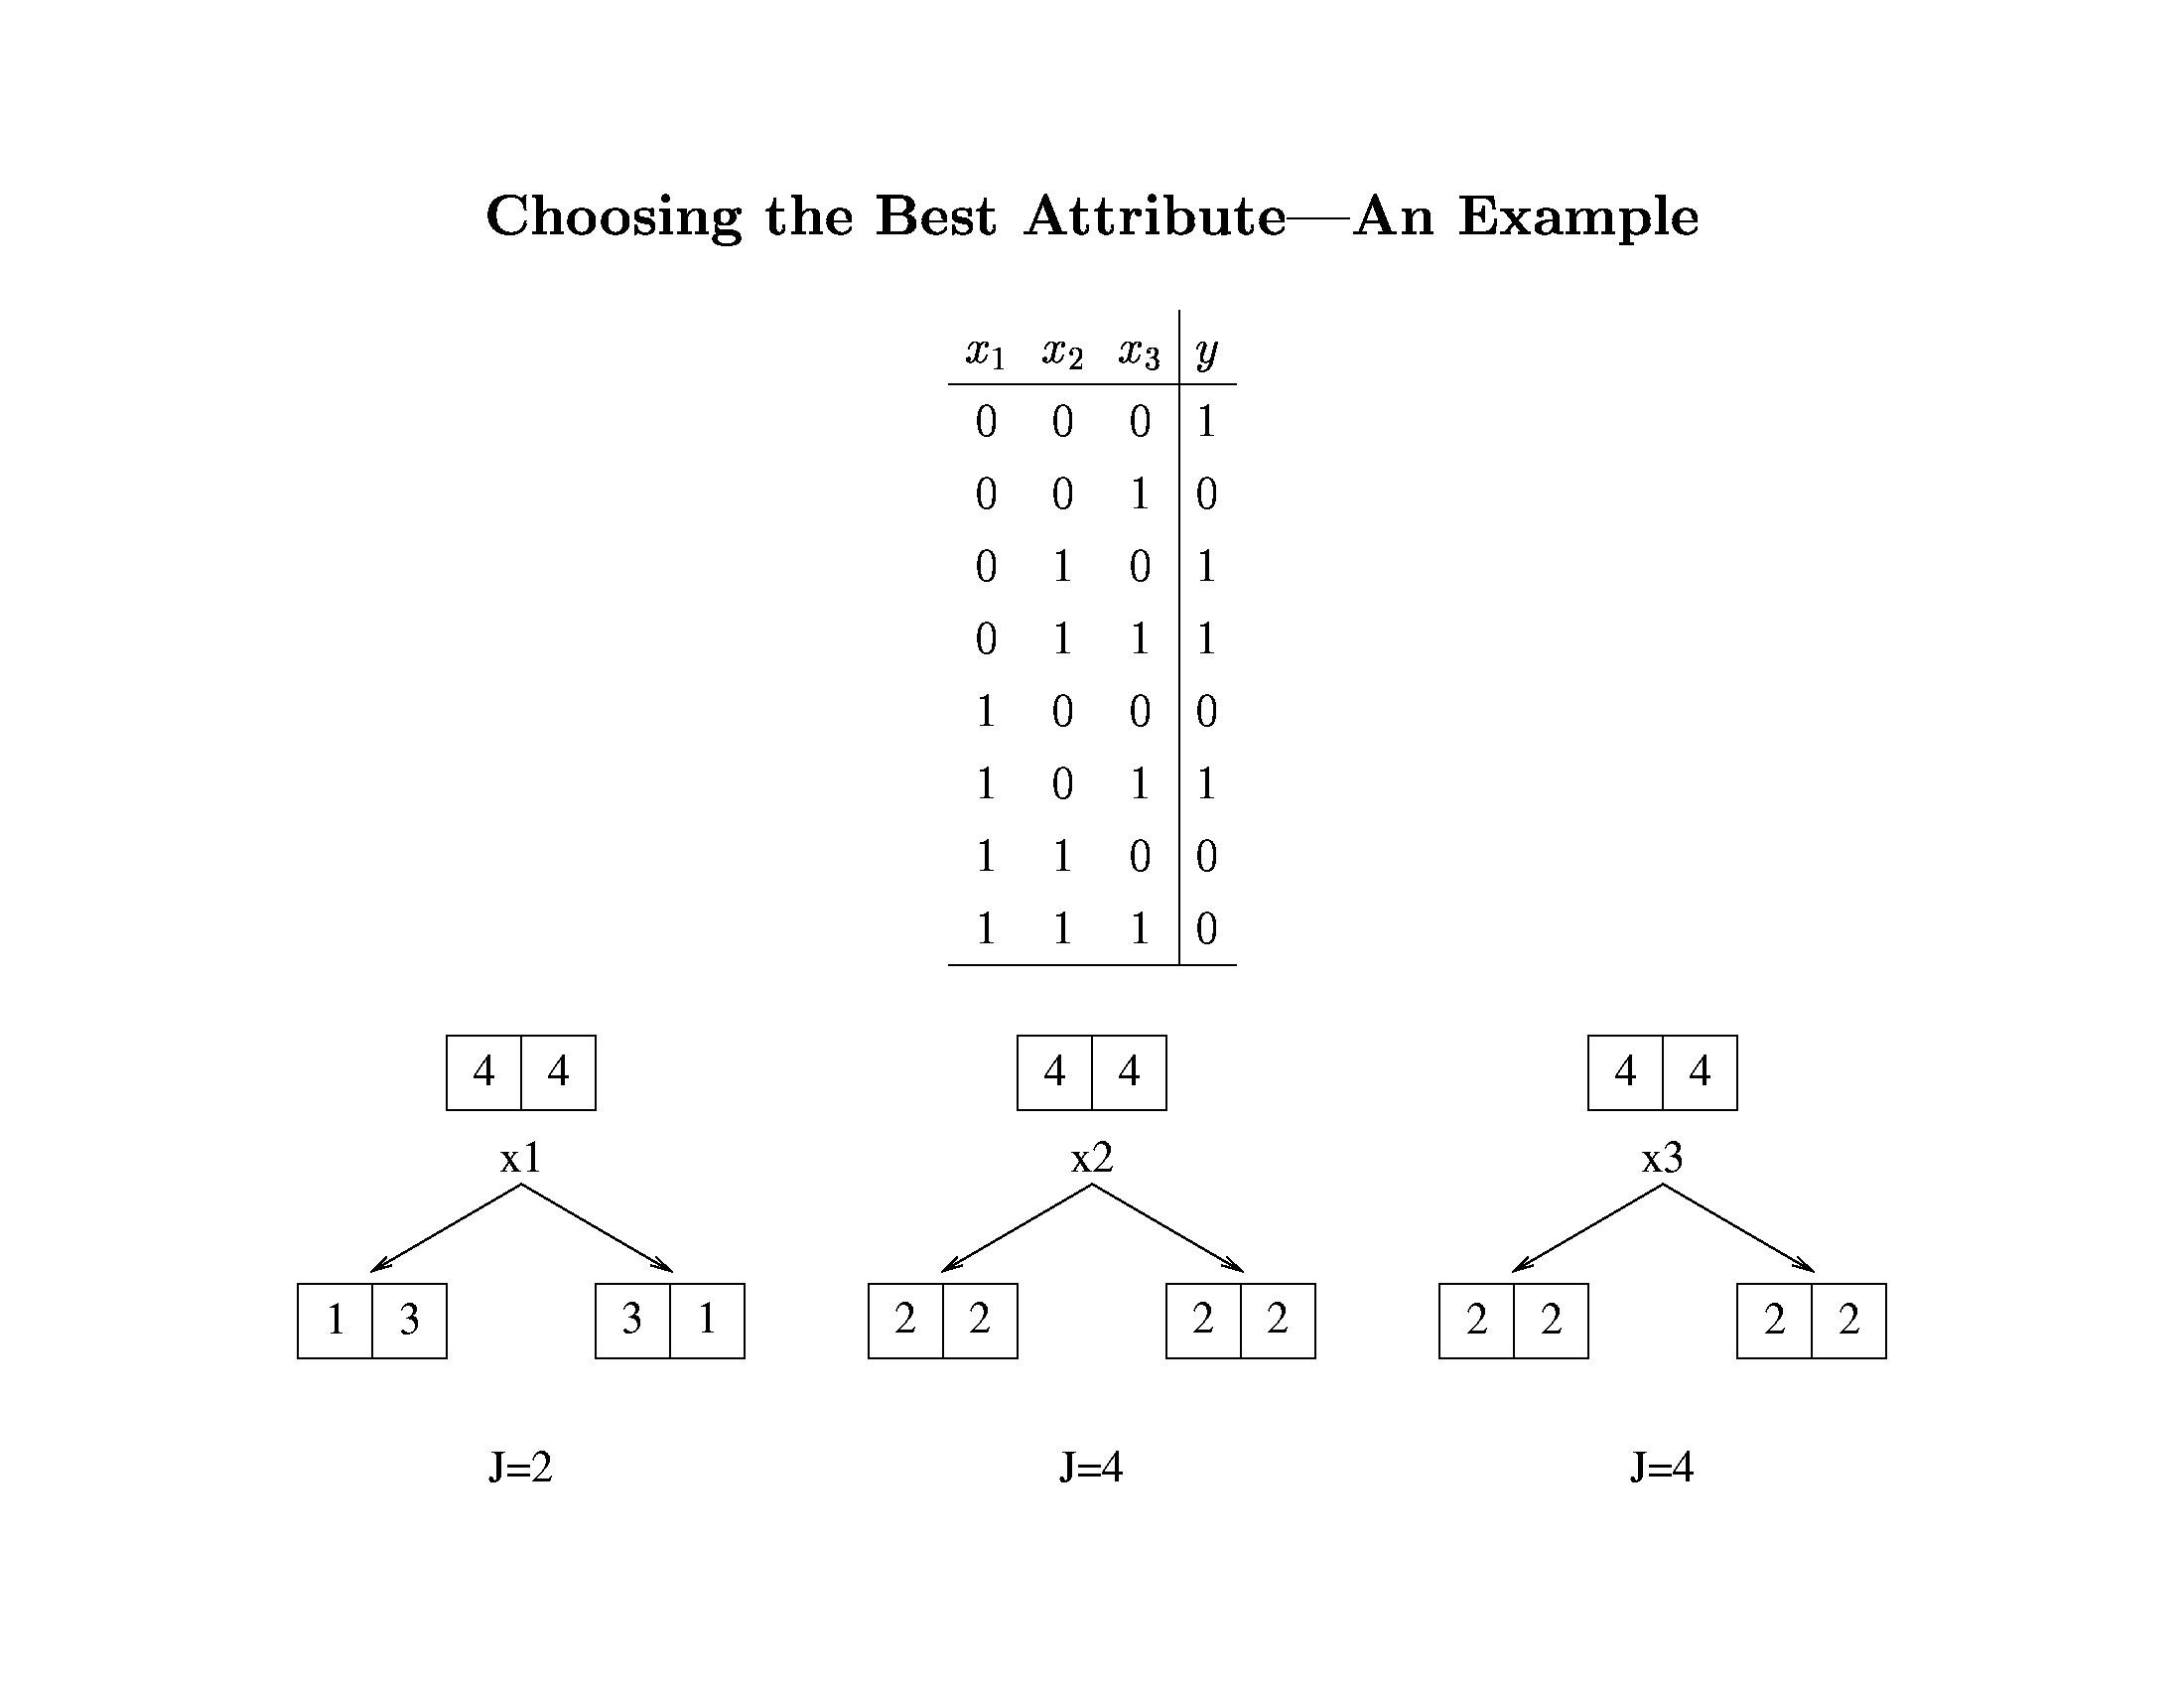 Choosing the Best Attribute—An Example
x1 x2 x3 y
0 0 0 1
0 0 1 0
0 1 0 1
0 1 1 1
1 0 0 0
1 0 1 1
1 1 0 0
1 1 1 0
4 4 4 4 4 4
x1 x2 x3
1 3 3 1 2 2 2 2 2 2 2 2
J=2 J=4 J=4